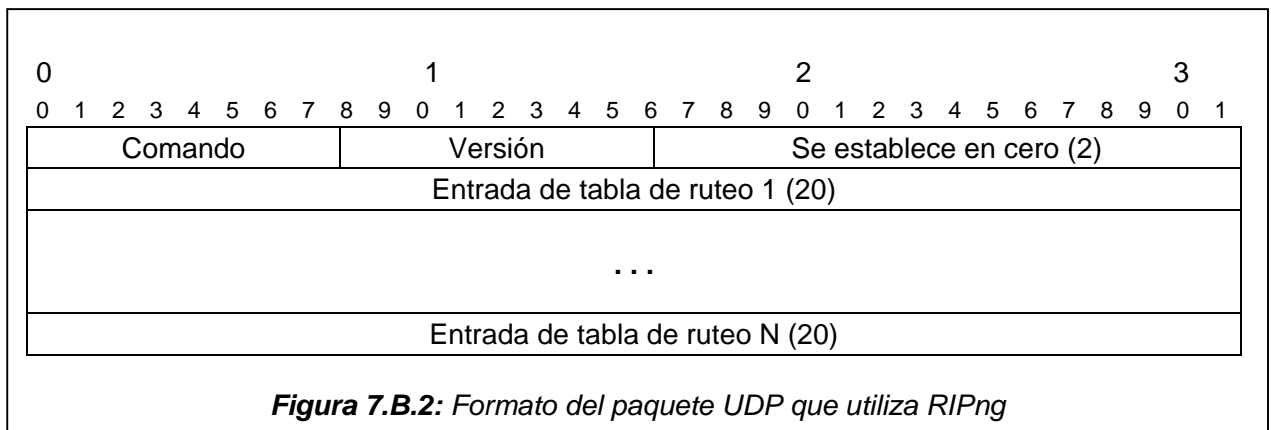 0 1 2 3
0 1 2 3 4 5 6 7 8 9 0 1 2 3 4 5 6 7 8 9 0 1 2 3 4 5 6 7 8 9 0 1
Comando Versión Se establece en cero (2)
Entrada de tabla de ruteo 1 (20)
. . .
Entrada de tabla de ruteo N (20)
Figura 7.B.2: Formato del paquete UDP que utiliza RIPng